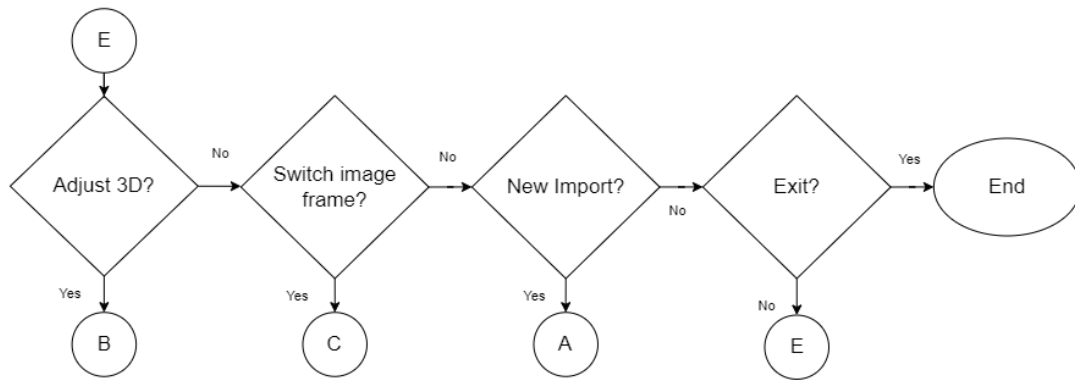 E
Adjust 3D?
No
Switch image
frame?
No
New Import?
No
Exit?
Yes
End
Yes
B
Yes
C
Yes
A
No
E